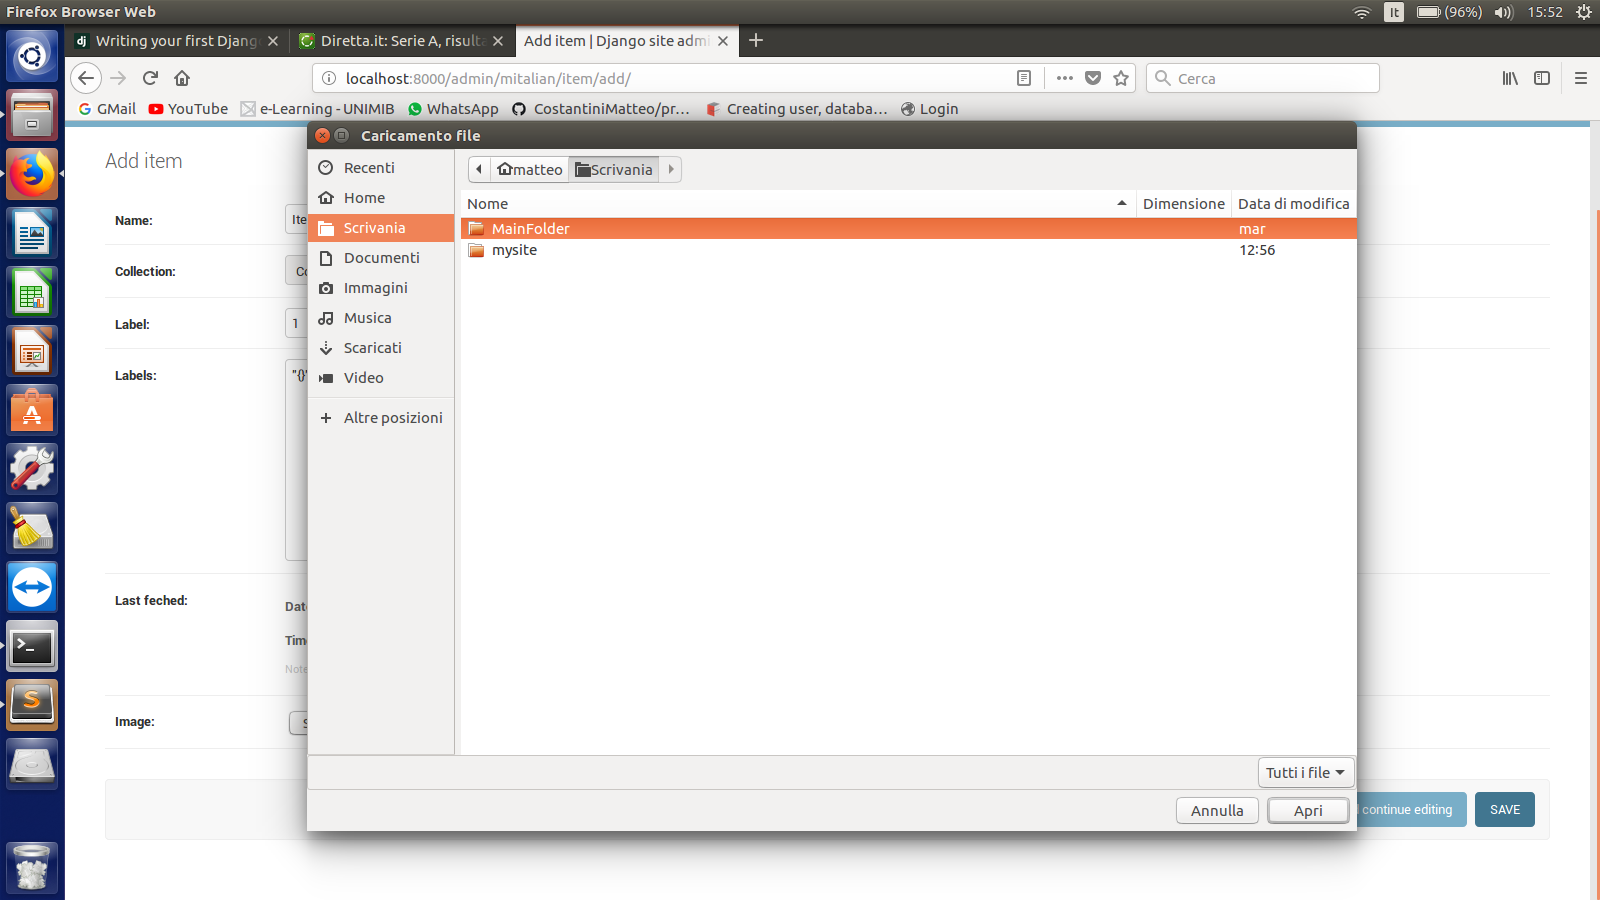 Firefox Browser Web
It
(96%)
15:52
dj Writing your first Djang
Diretta.it: Serie A, risulta
Add item | Django site adm
localhost:8000/admin/mitalian/item/add/
Cerca
GMail
YouTube
e-Learning - UNIMIB
WhatsApp
CostantiniMatteo/pr...
Creating user, databa...
Login
Add item
Name:
Ite
Collection:
Co
Label:
1
Labels:
"{}"
Last feched:
Date
Time
Note
Image:
S
continue editing
SAVE
Caricamento file
Recenti
Home
Scrivania
Documenti
Immagini
Musica
Scaricati
Video
Altre posizioni
matteo
Scrivania
Nome
Dimensione
Data di modifica
MainFolder
mar
mysite
12:56
Tutti i file
Annulla
Apri